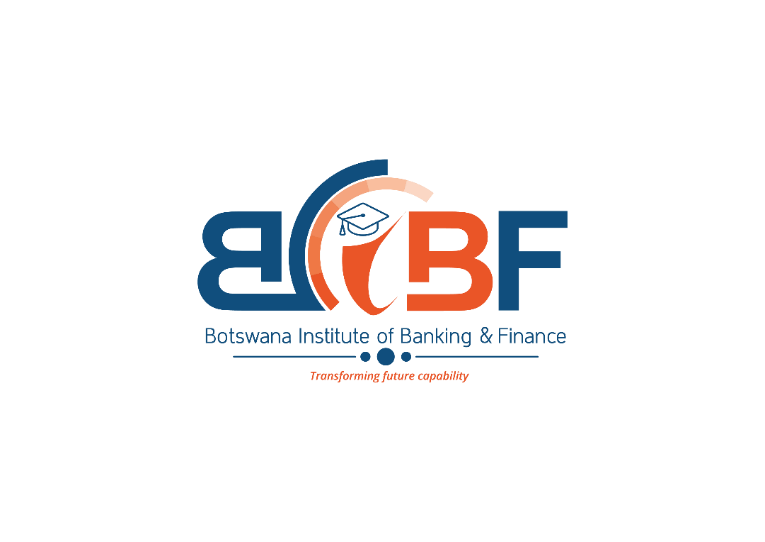 BiBF
Botswana Institute of Banking & Finance
Transforming future capability